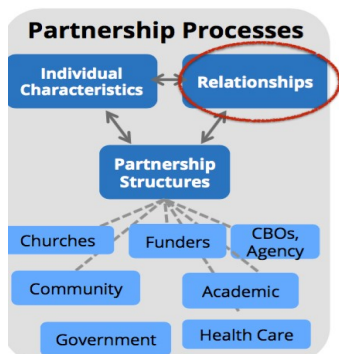 Partnership Processes
Individual
Characteristics
Relationships
Partnership
Structures
Churches
Funders
CBOs,
Agency
Community
Academic
Government
Health Care